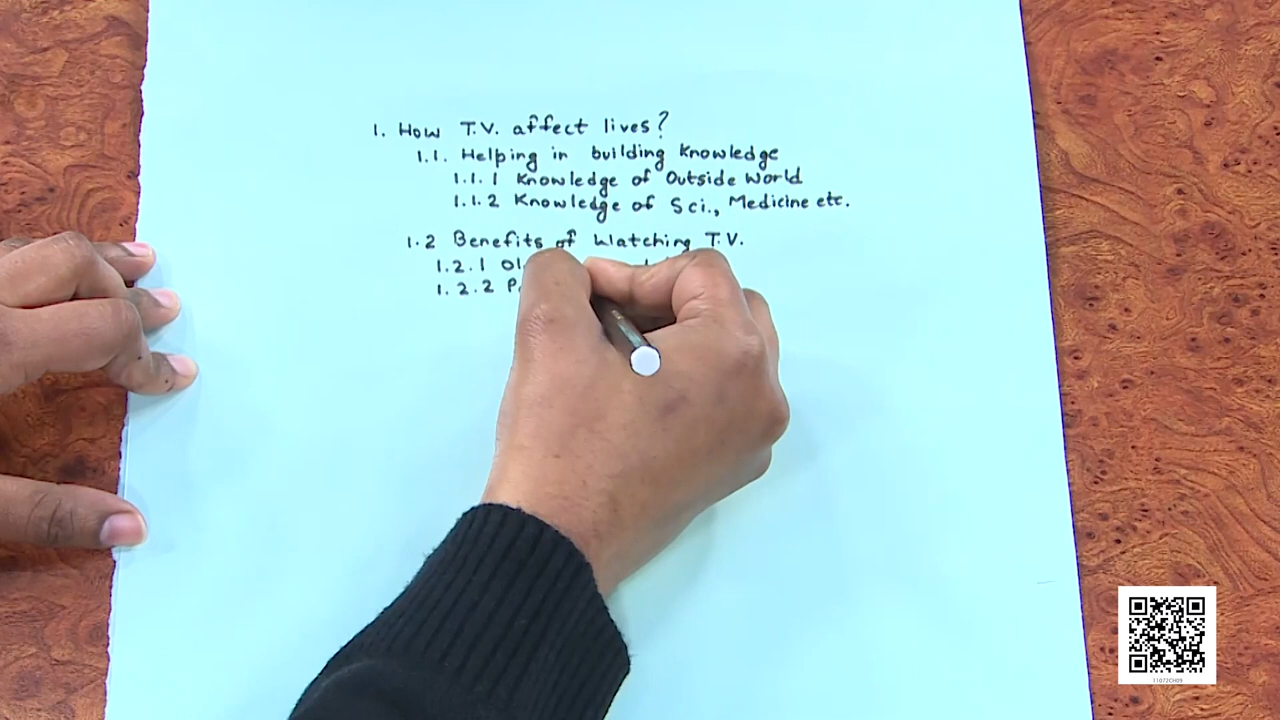 1. How T.V. affect lives?
1.1. Helping in building Knowledge
1.1.1 Knowledge of Outside World
1.1.2 Knowledge of Sci., Medicine etc.
1.2 Benefits of Watching T.V.
1.2.1
1.2.2
11072CH09